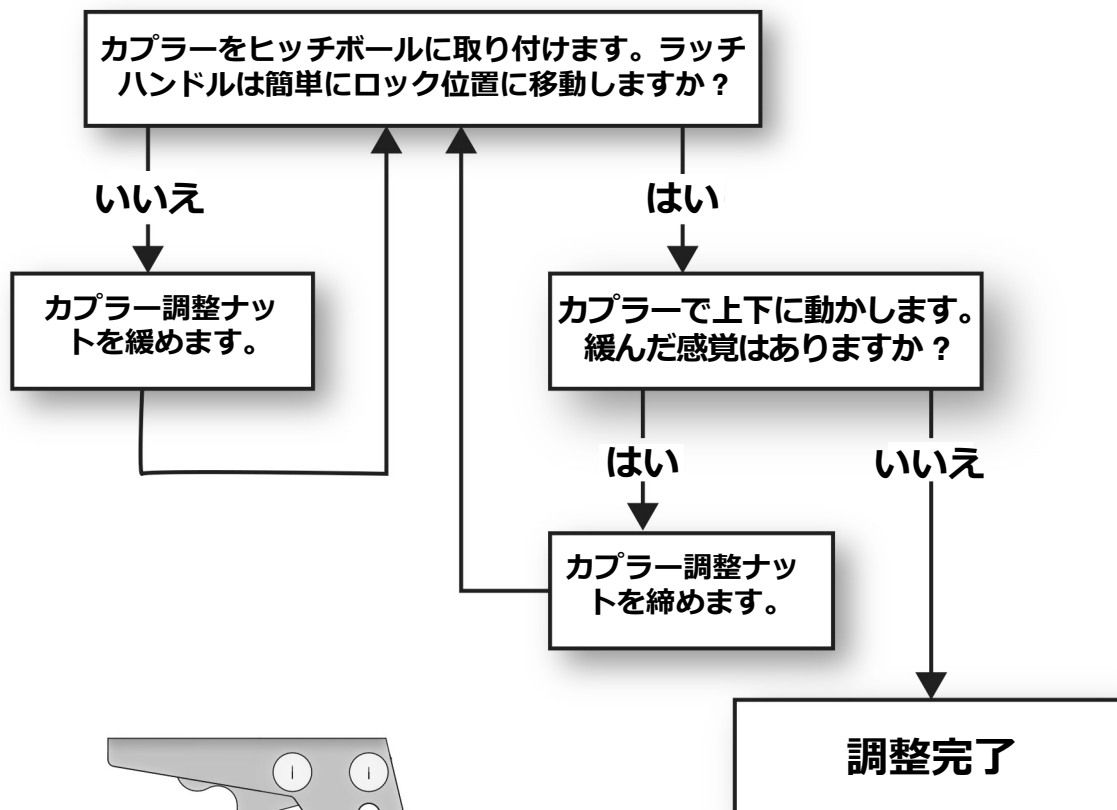 カプラーをヒッチボールに取り付けます。ラッチ
ハンドルは簡単にロック位置に移動しますか？
いいえ
はい
カプラー調整ナッ
トを緩めます。
カプラーで上下に動かします。
緩んだ感覚はありますか？
はい
いいえ
カプラー調整ナッ
トを締めます。
調整完了